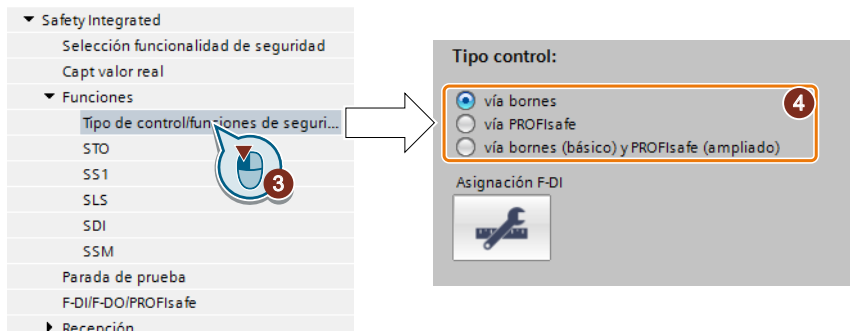 Safety Integrated
Selección funcionalidad de seguridad
Capt valor real
Funciones
Tipo de control/funciones de seguri...
STO
SS1
SLS
SDI
SSM
Parada de prueba
F-DI/F-DO/PROFIsafe
Recepción
3
Tipo control:
vía bornes
4
vía PROFIsafe
vía bornes (básico) y PROFIsafe (ampliado)
Asignación F-DI